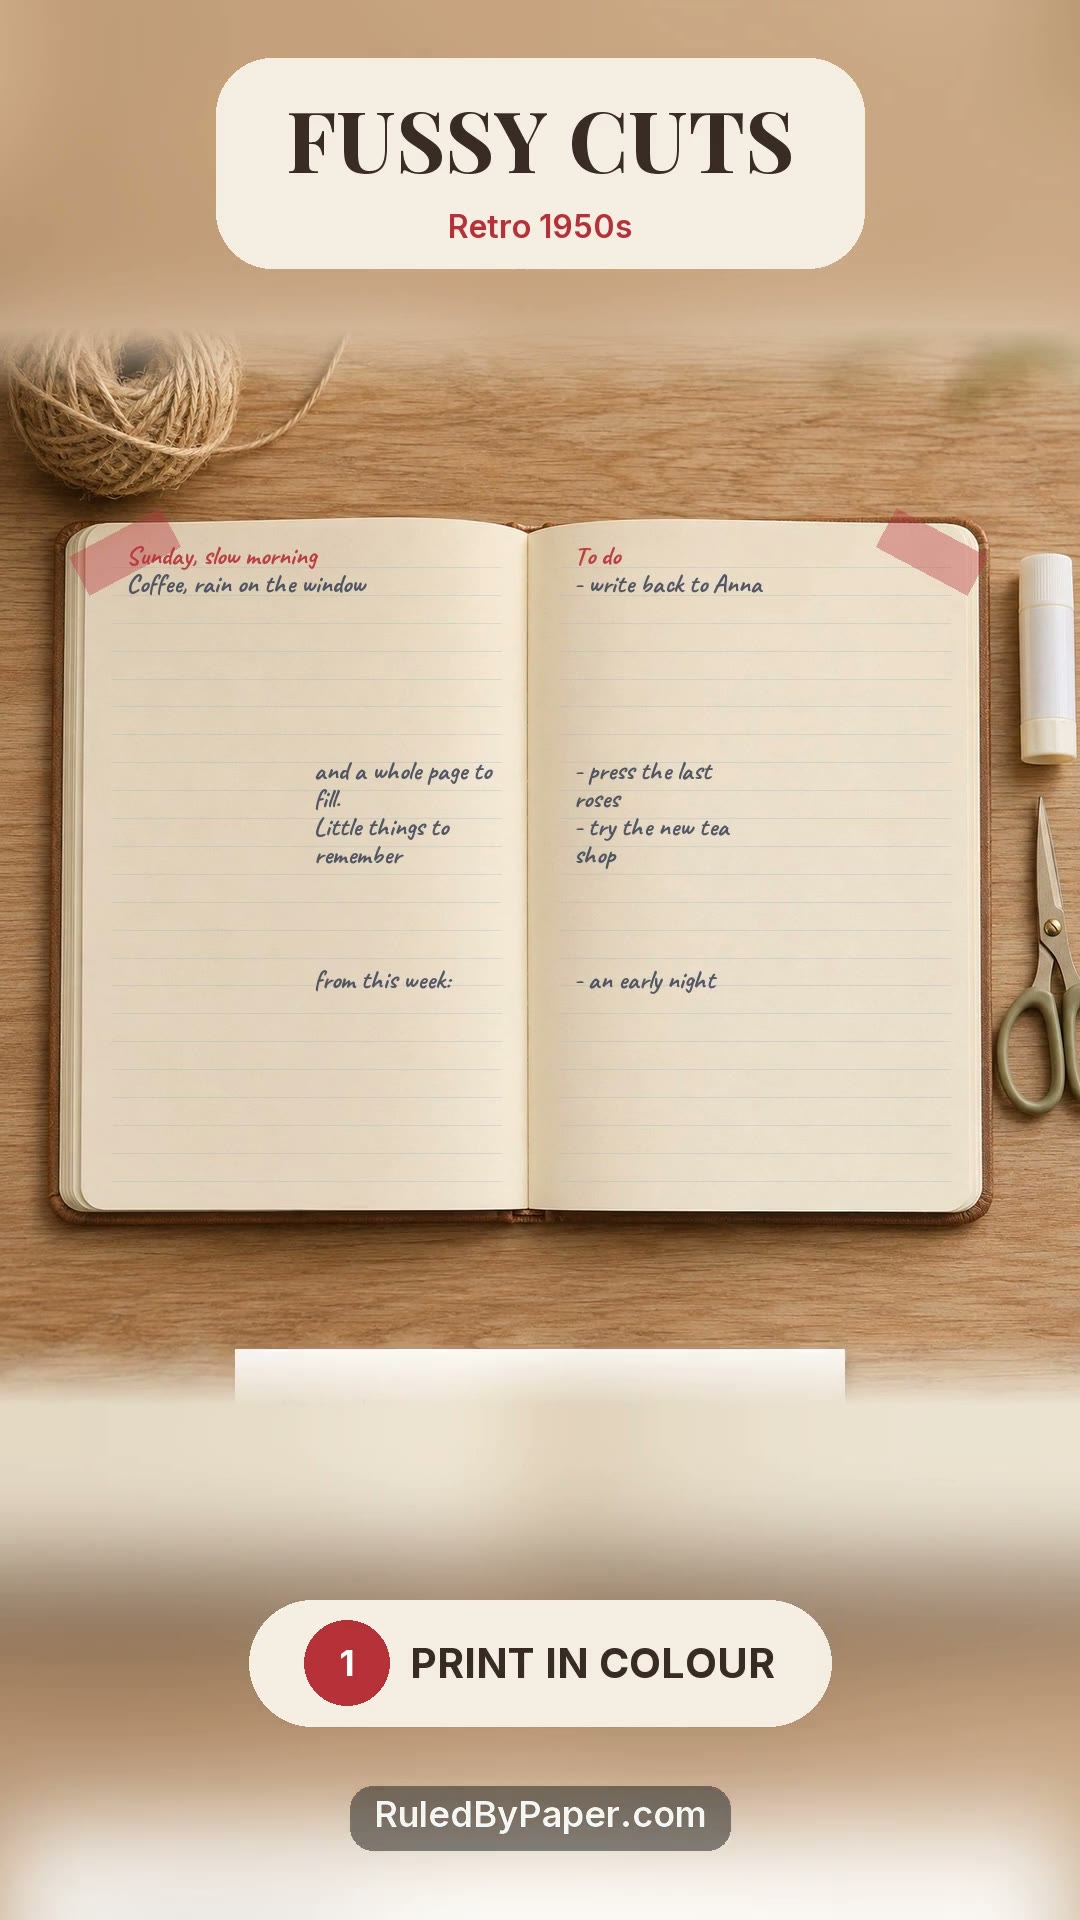 FUSSY CUTS
Retro 1950s
Sunday, slow morning
Coffee, rain on the window
and a whole page to
fill.
Little things to
remember
from this week:
To do
- write back to Anna
- press the last
roses
- try the new tea
shop
- an early night
1 PRINT IN COLOUR
RuledByPaper.com